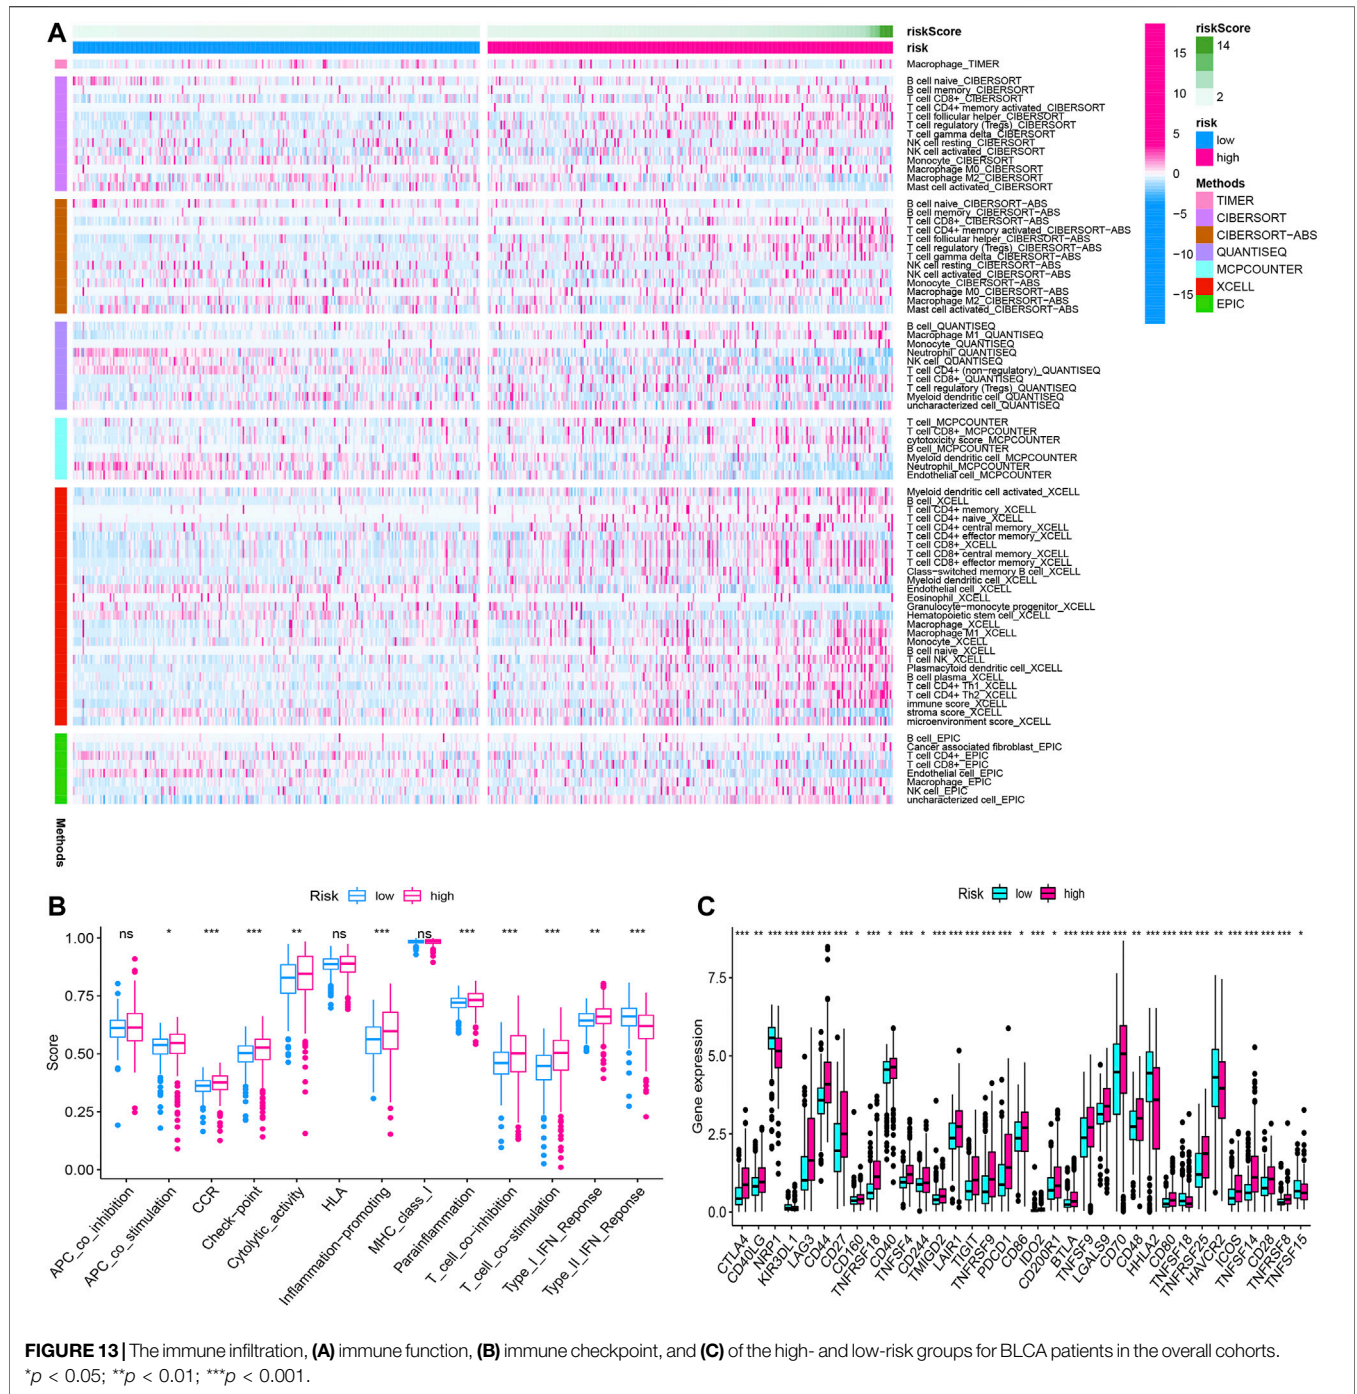 A
riskScore
risk
Macrophage_TIMER
B cell naive_CIBERSORT
B cell memory_CIBERSORT
T cell CD8+_CIBERSORT
T cell CD4+ memory activated_CIBERSORT
T cell follicular helper_CIBERSORT
T cell regulatory (Tregs)_CIBERSORT
T cell gamma delta_CIBERSORT
NK cell resting_CIBERSORT
NK cell activated_CIBERSORT
Monocyte_CIBERSORT
Macrophage M0_CIBERSORT
Macrophage M2_CIBERSORT
Mast cell activated_CIBERSORT
B cell naive_CIBERSORT−ABS
B cell memory_CIBERSORT−ABS
T cell CD8+_CIBERSORT−ABS
T cell CD4+ memory activated_CIBERSORT−ABS
T cell follicular helper_CIBERSORT−ABS
T cell regulatory (Tregs)_CIBERSORT−ABS
T cell gamma delta_CIBERSORT−ABS
NK cell resting_CIBERSORT−ABS
NK cell activated_CIBERSORT−ABS
Monocyte_CIBERSORT−ABS
Macrophage M0_CIBERSORT−ABS
Macrophage M2_CIBERSORT−ABS
Mast cell activated_CIBERSORT−ABS
B cell_QUANTISEQ
Macrophage M1_QUANTISEQ
Monocyte_QUANTISEQ
Neutrophil_QUANTISEQ
NK cell_QUANTISEQ
T cell CD4+ (non−regulatory)_QUANTISEQ
T cell CD8+_QUANTISEQ
T cell regulatory (Tregs)_QUANTISEQ
Myeloid dendritic cell_QUANTISEQ
uncharacterized cell_QUANTISEQ
T cell_MCPCOUNTER
T cell CD8+_MCPCOUNTER
cytotoxicity score_MCPCOUNTER
B cell_MCPCOUNTER
Myeloid dendritic cell_MCPCOUNTER
Neutrophil_MCPCOUNTER
Endothelial cell_MCPCOUNTER
Myeloid dendritic cell activated_XCELL
B cell_XCELL
T cell CD4+ memory_XCELL
T cell CD4+ naive_XCELL
T cell CD4+ central memory_XCELL
T cell CD4+ effector memory_XCELL
T cell CD8+_XCELL
T cell CD8+ central memory_XCELL
T cell CD8+ effector memory_XCELL
Class−switched memory B cell_XCELL
Myeloid dendritic cell_XCELL
Endothelial cell_XCELL
Eosinophil_XCELL
Granulocyte−monocyte progenitor_XCELL
Hematopoietic stem cell_XCELL
Macrophage_XCELL
Macrophage M1_XCELL
Monocyte_XCELL
B cell naive_XCELL
T cell NK_XCELL
Plasmacytoid dendritic cell_XCELL
B cell plasma_XCELL
T cell CD4+ Th1_XCELL
T cell CD4+ Th2_XCELL
immune score_XCELL
stroma score_XCELL
microenvironment score_XCELL
B cell_EPIC
Cancer associated fibroblast_EPIC
T cell CD4+_EPIC
T cell CD8+_EPIC
Endothelial cell_EPIC
Macrophage_EPIC
NK cell_EPIC
uncharacterized cell_EPIC
Methods
15
10
5
0
−5
−10
−15
riskScore
14
2
risk
low
high
Methods
TIMER
CIBERSORT
CIBERSORT−ABS
QUANTISEQ
MCPCOUNTER
XCELL
EPIC
B
Risk low high
ns * *** *** ** ns *** ns *** *** *** ** ***
1.00
0.75
0.50
0.25
0.00
Score
APC_co_inhibition
APC_co_stimulation
CCR
Check−point
Cytolytic_activity
HLA
Inflammation−promoting
MHC_class_I
Parainflammation
T_cell_co−inhibition
T_cell_co−stimulation
Type_I_IFN_Reponse
Type_II_IFN_Reponse
C
Risk low high
*** ** *** *** *** *** *** * *** * *** * *** *** *** *** *** * *** * *** *** *** *** ** *** *** *** *** ** *** *** *** *** *
7.5
5.0
2.5
0.0
Gene expression
CTLA4
CD40LG
NRP1
KIR3DL1
LAG3
CD44
CD27
CD160
TNFRSF18
CD40
TNFSF4
CD244
TMIGD2
LAIR1
TIGIT
TNFRSF9
PDCD1
CD86
IDO2
CD200R1
BTLA
TNFSF9
LGALS9
CD70
CD48
HHLA2
CD80
TNFSF18
TNFRSF25
HAVCR2
ICOS
TNFSF14
CD28
TNFRSF8
TNFSF15
FIGURE 13 | The immune infiltration, (A) immune function, (B) immune checkpoint, and (C) of the high- and low-risk groups for BLCA patients in the overall cohorts.
*p < 0.05; **p < 0.01; ***p < 0.001.